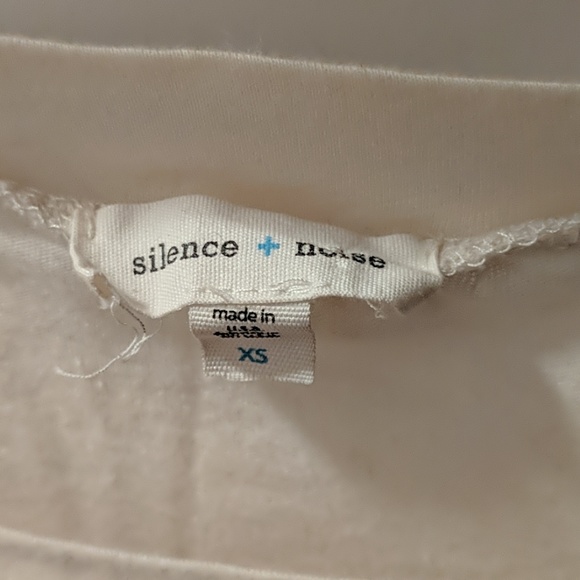 silence + noise
made in
U.S.A
XS